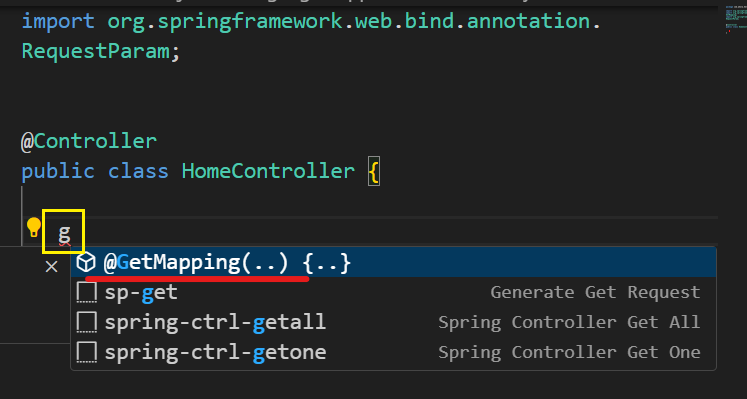 import org.springframework.web.bind.annotation.
RequestParam;
@Controller
public class HomeController {
g
@GetMapping(..) {..}
sp-get Generate Get Request
spring-ctrl-getall Spring Controller Get All
spring-ctrl-getone Spring Controller Get One